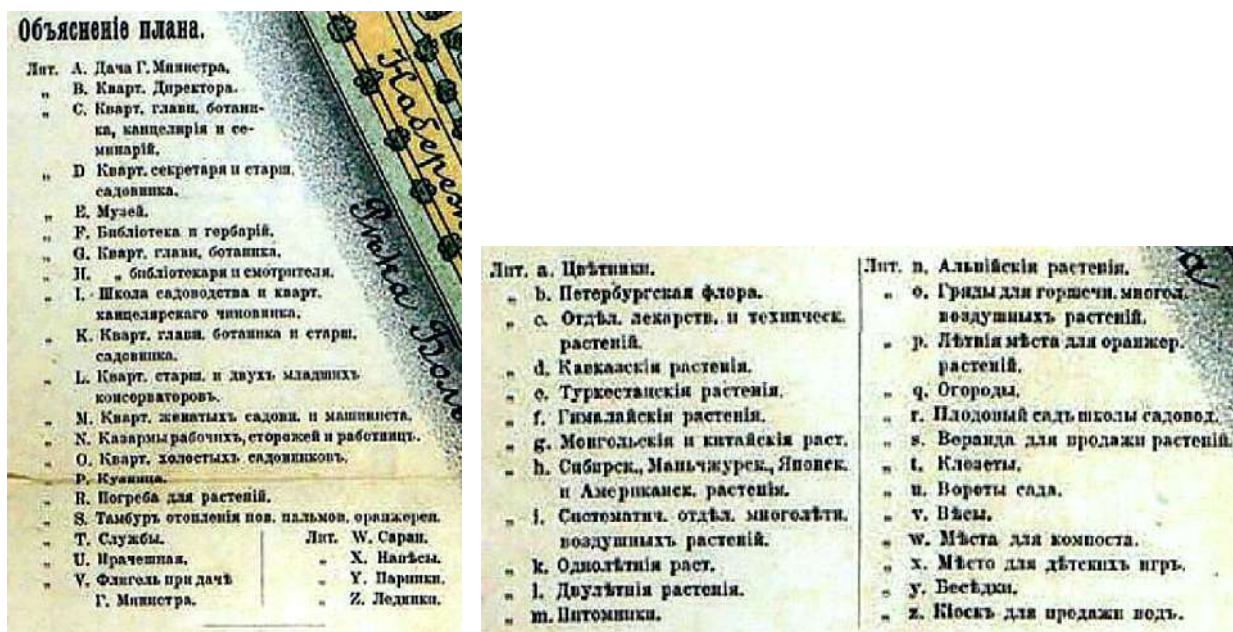 Объясненіе плана.
Лит. A. Дача Г. Министра.
„ B. Кварт. Директора.
„ C. Кварт. главн. ботани-
ка, канцелярія и се-
минарій.
„ D Кварт. секретаря и старш.
садовника.
„ E. Музей.
„ F. Библіотека и гербарій.
„ G. Кварт. главн. ботаника.
„ H. „ библіотекаря и смотрителя.
„ I. Школа садоводства и кварт.
канцелярскаго чиновника.
„ K. Кварт. главн. ботаника и старш.
садовника.
„ L. Кварт. старш. и двухъ младшихъ
консерваторовъ.
„ M. Кварт. женатыхъ садовн. и машиниста.
„ N. Казармы рабочихъ, сторожей и работницъ.
„ O. Кварт. холостыхъ садовниковъ.
„ P. Кузница.
„ R. Погреба для растеній.
„ S. Тамбуръ отопленія нов. пальмов. оранжереи.
„ T. Службы.
„ U. Прачешная.
„ V. Флигель при дачѣ
Г. Министра.
Лит. W. Сараи.
„ X. Навѣсы.
„ Y. Парники.
„ Z. Ледники.
Набереж
Рѣка Боль
Лит. a. Цвѣтники.
„ b. Петербургская флора.
„ c. Отдѣл. лекарств. и техническ.
растеній.
„ d. Кавказскія растенія.
„ e. Туркестанскія растенія.
„ f. Гималайскія растенія.
„ g. Монгольскія и китайскія раст.
„ h. Сибирск., Маньчжурск., Японск.
и Американск. растенія.
„ i. Систематич. отдѣл. многолѣтн.
воздушныхъ растеній.
„ k. Однолѣтнія раст.
„ l. Двулѣтнія растенія.
„ m. Питомники.
Лит. n. Альпійскія растенія.
„ o. Гряды для горшечн. многол.
воздушныхъ растеній.
„ p. Лѣтнія мѣста для оранжер.
растеній.
„ q. Огороды.
„ r. Плодовый садъ школы садовод.
„ s. Веранда для продажи растеній.
„ t. Клозеты.
„ u. Вороты сада.
„ v. Вѣсы.
„ w. Мѣста для компоста.
„ x. Мѣсто для дѣтскихъ игръ.
„ y. Бесѣдки.
„ z. Кіоскъ для продажи водъ.